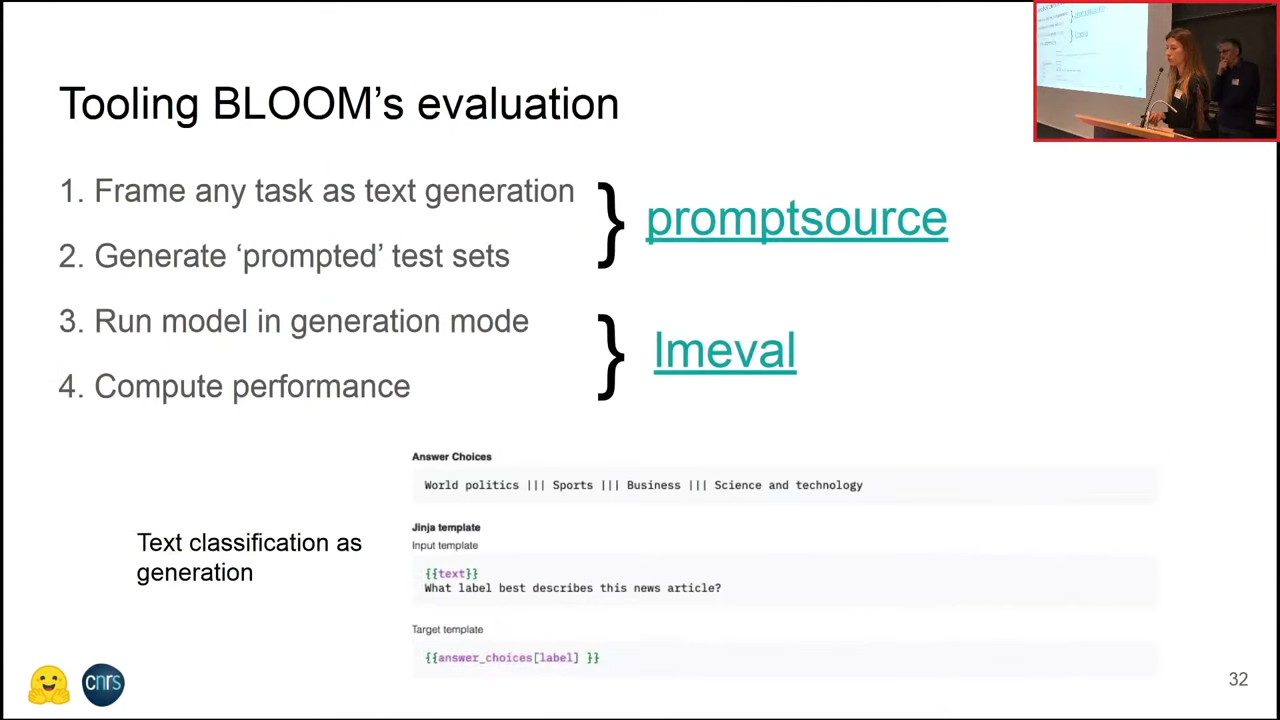 Tooling BLOOM's evaluation
1. Frame any task as text generation
2. Generate ‘prompted’ test sets
} promptsource
3. Run model in generation mode
4. Compute performance
} lmeval
Text classification as
generation
Answer Choices
World politics ||| Sports ||| Business ||| Science and technology
Jinja template
Input template
{{text}}
What label best describes this news article?
Target template
{{answer_choices[label] }}
cnrs
32